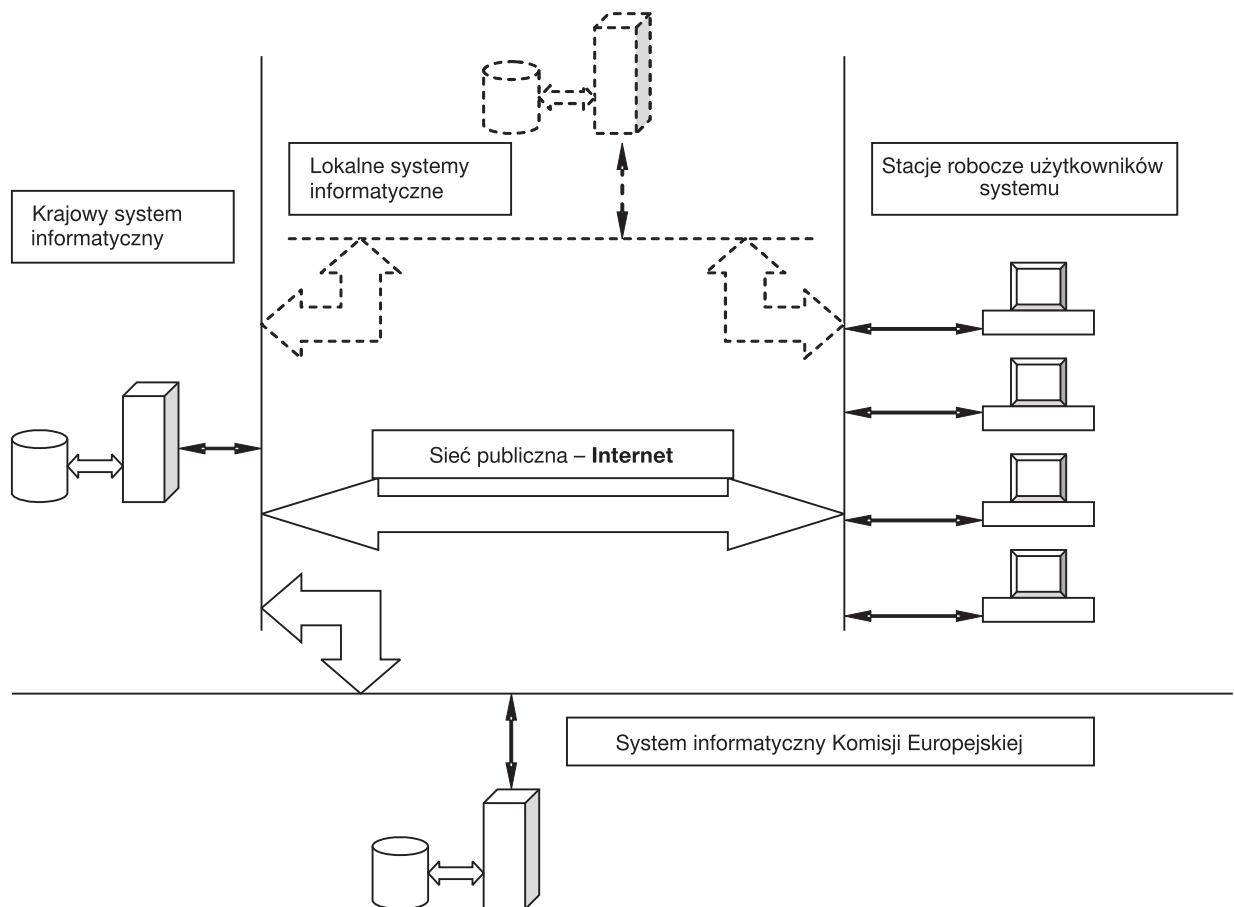 Lokalne systemy
informatyczne
Stacje robocze użytkowników
systemu
Krajowy system
informatyczny
Sieć publiczna – Internet
System informatyczny Komisji Europejskiej